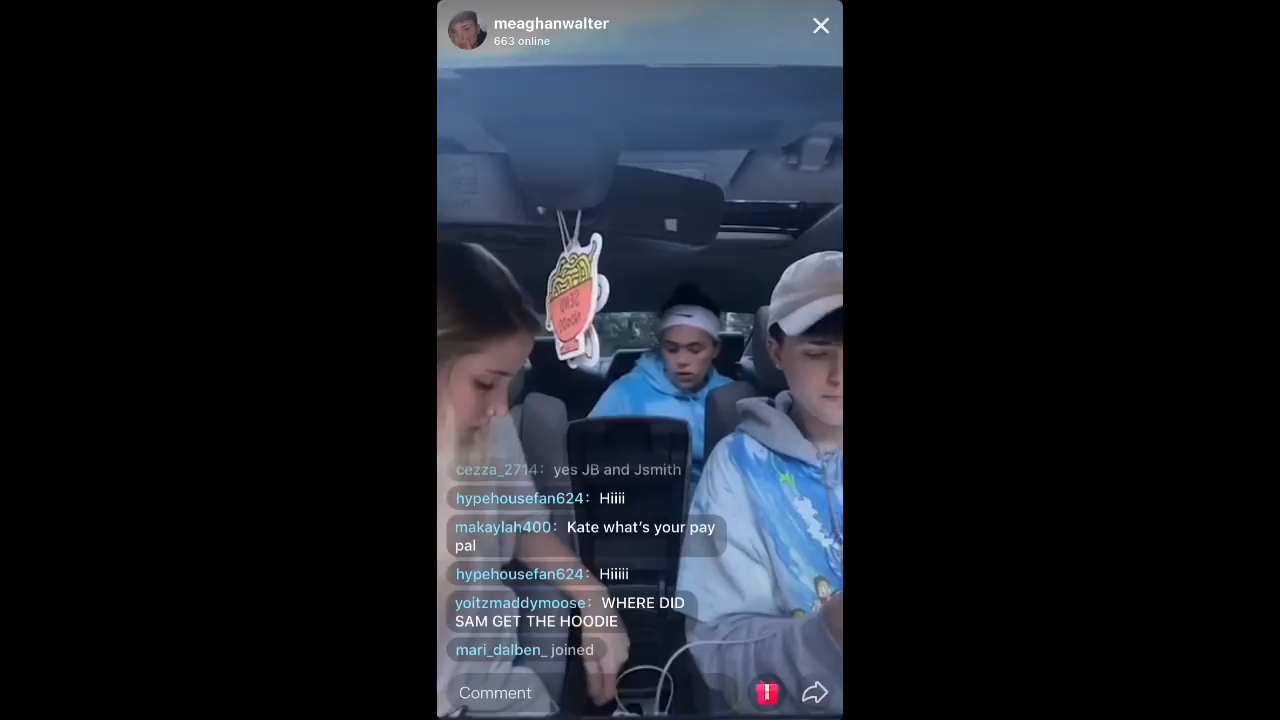 meaghanwalter
663 online
cezza_2714: yes JB and Jsmith
hypehousefan624: Hiiii
makaylah400: Kate what's your pay
pal
hypehousefan624: Hiiiii
yoitzmaddymoose: WHERE DID
SAM GET THE HOODIE
mari_dalben_ joined
Comment